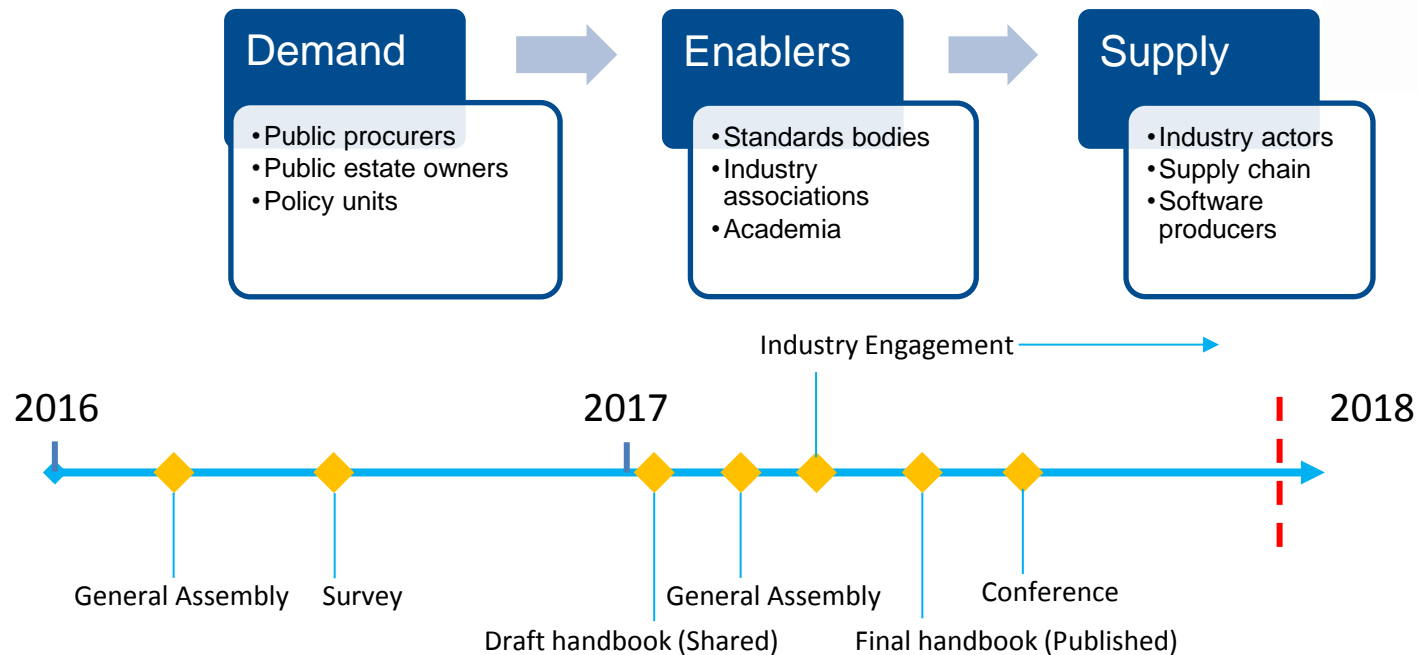 Demand
Enablers
Supply
•Public procurers
•Public estate owners
•Policy units
•Standards bodies
•Industry
associations
•Academia
•Industry actors
•Supply chain
•Software
producers
Industry Engagement
2016
2017
2018
General Assembly
Survey
General Assembly
Conference
Draft handbook (Shared)
Final handbook (Published)